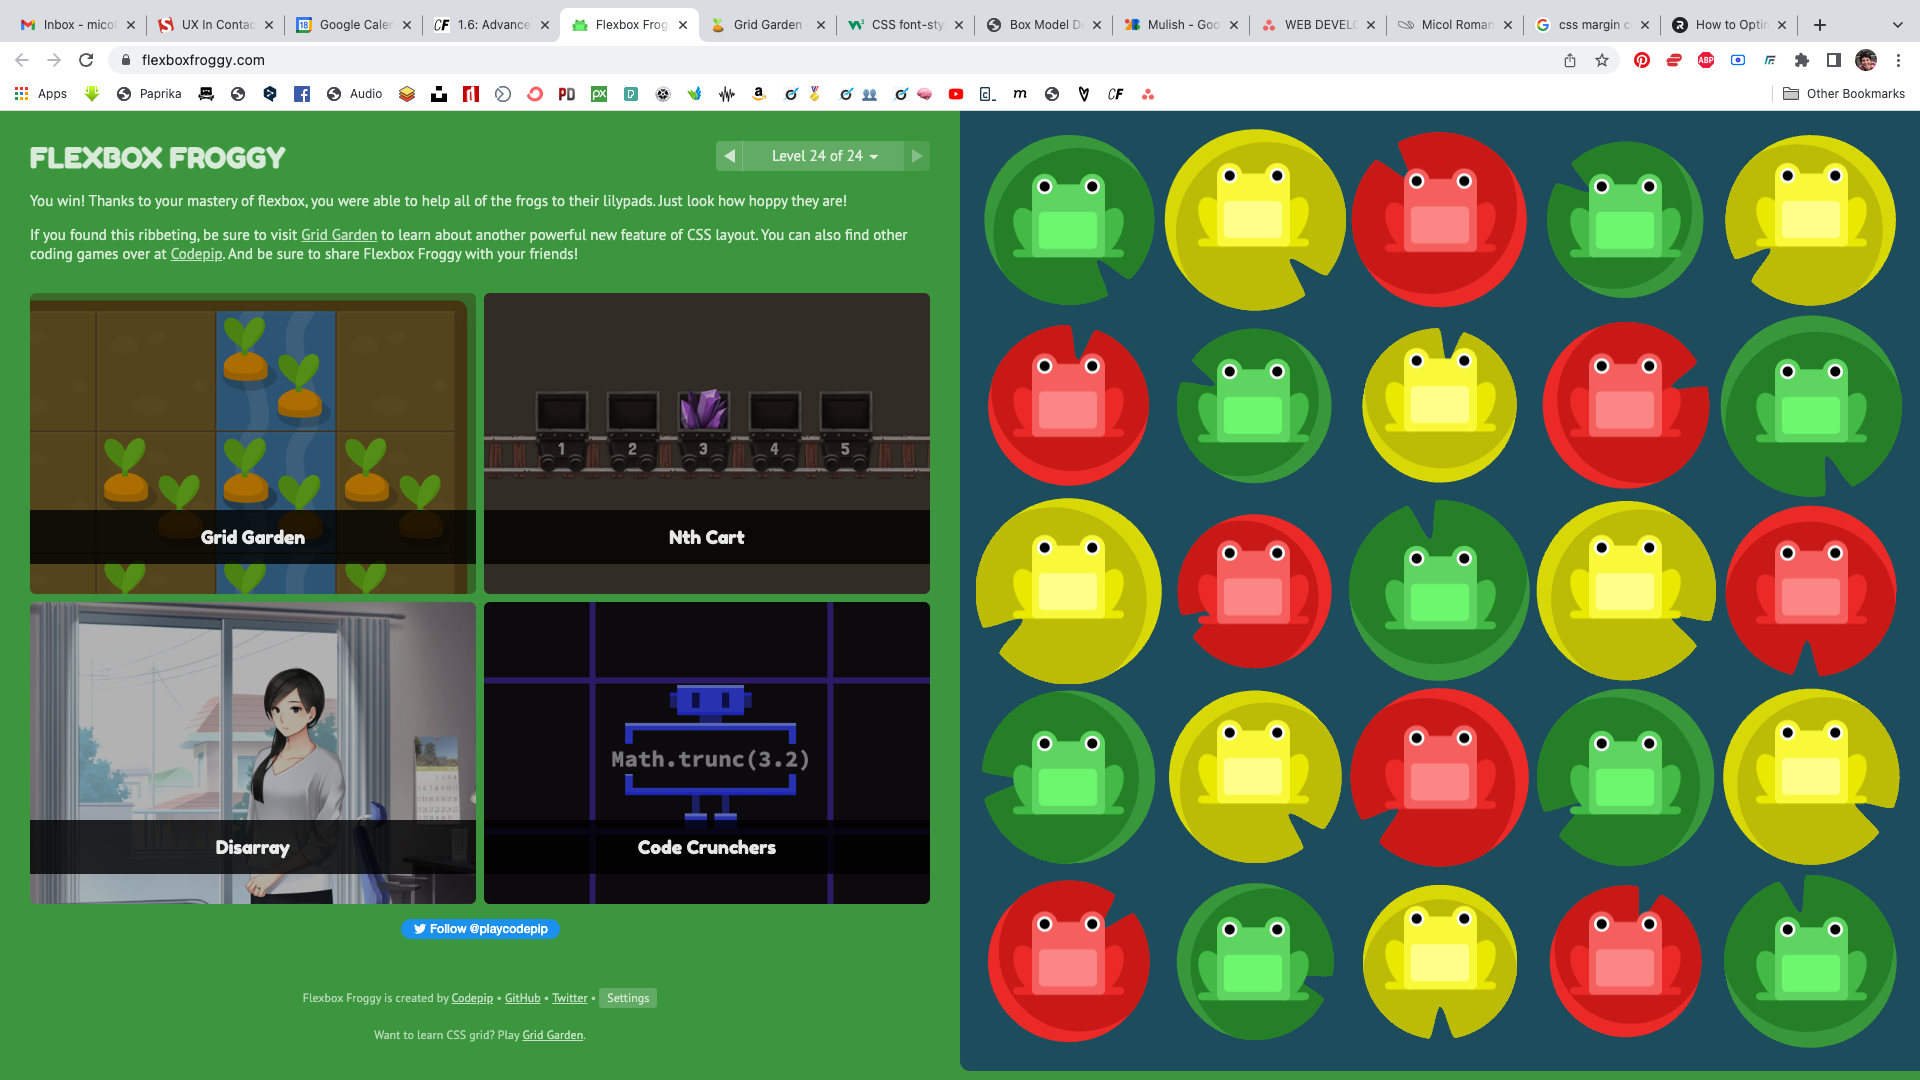 Inbox - micol
UX In Contac
Google Caler
1.6: Advance
Flexbox Frog
Grid Garden
CSS font-sty
Box Model De
Mulish - Goo
WEB DEVELO
Micol Roman
css margin c
How to Optim
flexboxfroggy.com
Apps
Paprika
Audio
Other Bookmarks
FLEXBOX FROGGY
Level 24 of 24
You win! Thanks to your mastery of flexbox, you were able to help all of the frogs to their lilypads. Just look how hoppy they are!
If you found this ribbeting, be sure to visit Grid Garden to learn about another powerful new feature of CSS layout. You can also find other
coding games over at Codepip. And be sure to share Flexbox Froggy with your friends!
1 2 3 4 5
Grid Garden
Nth Cart
Math.trunc(3.2)
Disarray
Code Crunchers
Follow @playcodepip
Flexbox Froggy is created by Codepip • GitHub • Twitter • Settings
Want to learn CSS grid? Play Grid Garden.